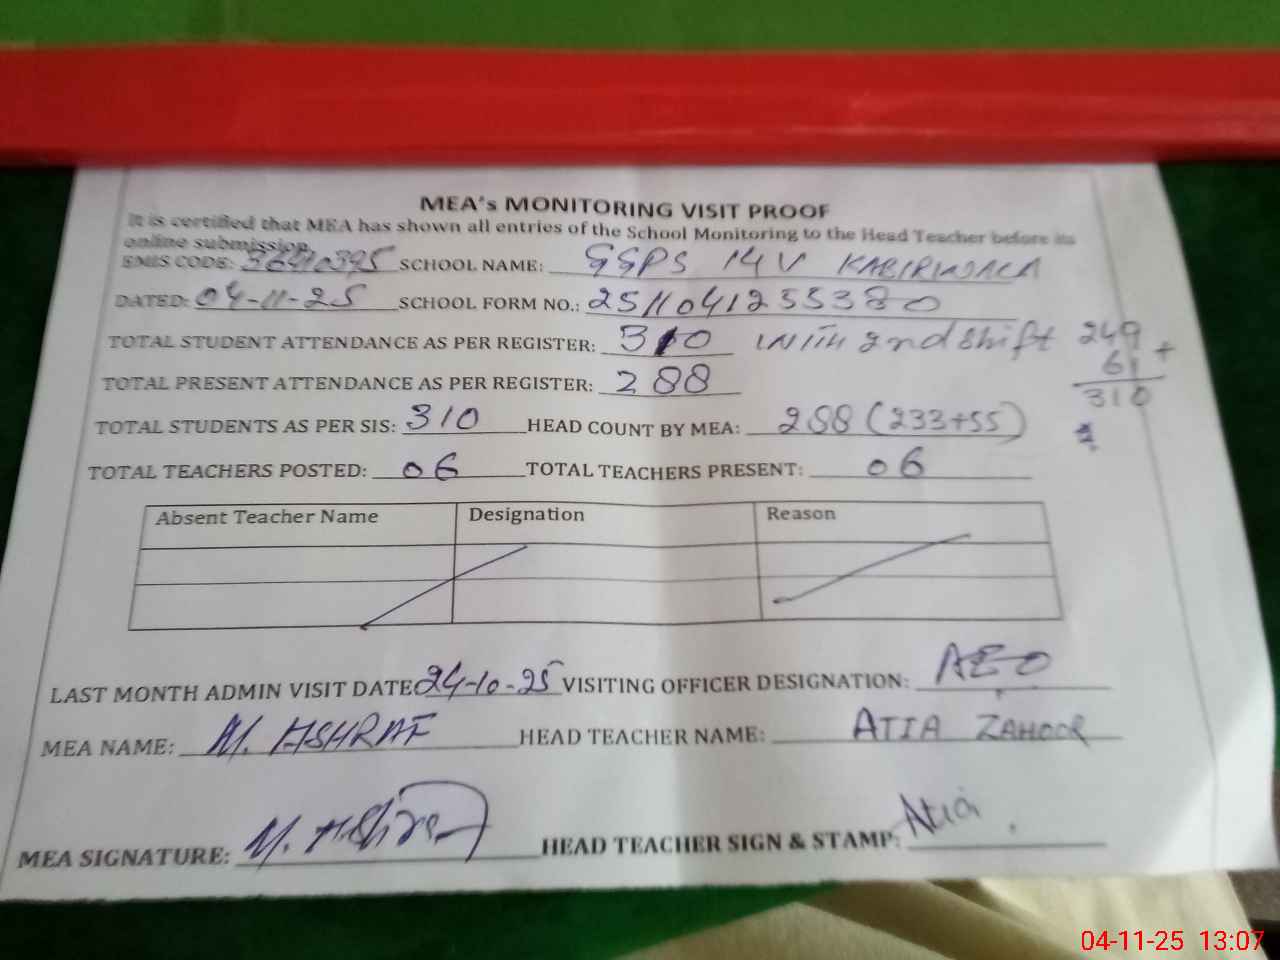 MEA's MONITORING VISIT PROOF
It is certified that MEA has shown all entries of the School Monitoring to the Head Teacher before its
online submission.
EMIS CODE: 36410395 SCHOOL NAME: GGPS 14 V KABIRWALA
DATED: 04-11-25 SCHOOL FORM NO.: 2511041255380
TOTAL STUDENT ATTENDANCE AS PER REGISTER: 310 With 2nd Shift 249 + 61 310
TOTAL PRESENT ATTENDANCE AS PER REGISTER: 288
TOTAL STUDENTS AS PER SIS: 310 HEAD COUNT BY MEA: 288 (233+55)
TOTAL TEACHERS POSTED: 06 TOTAL TEACHERS PRESENT: 06
Absent Teacher Name Designation Reason
LAST MONTH ADMIN VISIT DATE 24-10-25 VISITING OFFICER DESIGNATION: AEO
MEA NAME: M. ASHRAF HEAD TEACHER NAME: ATIA ZAHOOR
MEA SIGNATURE: M. Ashraf HEAD TEACHER SIGN & STAMP: Atia
04-11-25 13:07